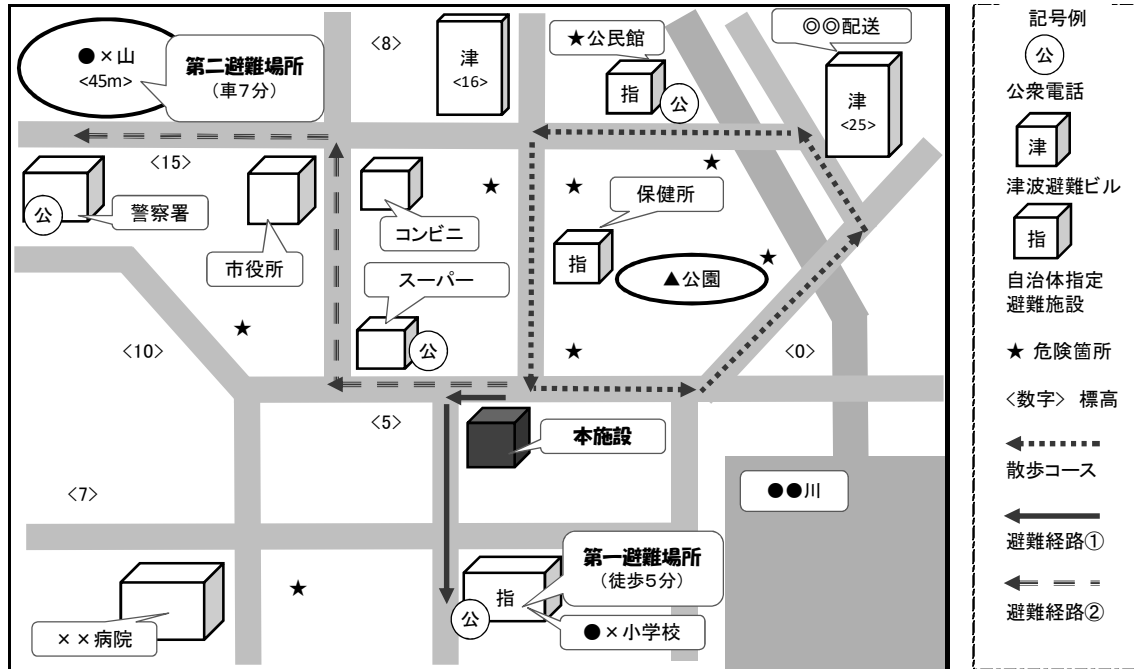 ●×山
<45m>
第二避難場所
（車７分）
<8>
津
<16>
★公民館
指
公
◎◎配送
津
<25>
<15>
公
警察署
市役所
コンビニ
★
★
★
保健所
指
▲公園
★
スーパー
公
★
<10>
★
<0>
<5>
本施設
<7>
●●川
第一避難場所
（徒歩５分）
指
公
●×小学校
★
××病院
記号例
公
公衆電話
津
津波避難ビル
指
自治体指定
避難施設
★ 危険箇所
<数字> 標高
散歩コース
避難経路①
避難経路②